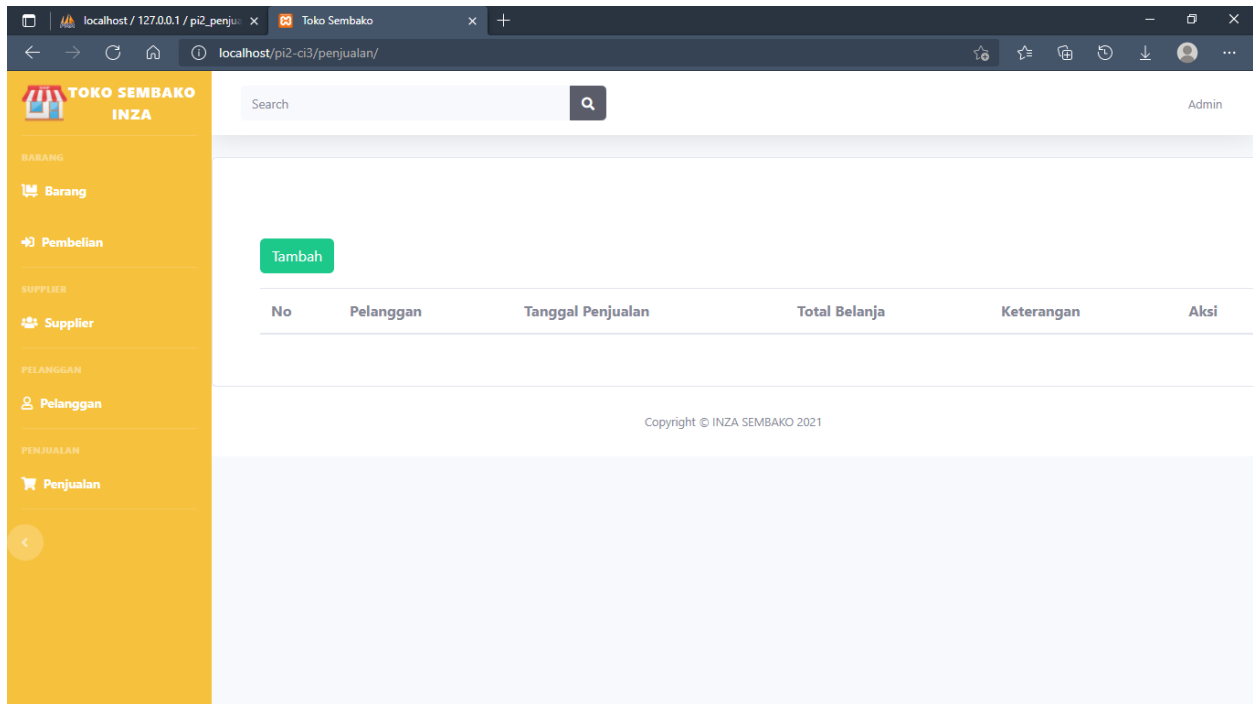 localhost / 127.0.0.1 / pi2_penjua
Toko Sembako
localhost/pi2-ci3/penjualan/
TOKO SEMBAKO
INZA
Search
Admin
BARANG
Barang
Pembelian
SUPPLIER
Supplier
PELANGGAN
Pelanggan
PENJUALAN
Penjualan
Tambah
No Pelanggan Tanggal Penjualan Total Belanja Keterangan Aksi
Copyright © INZA SEMBAKO 2021